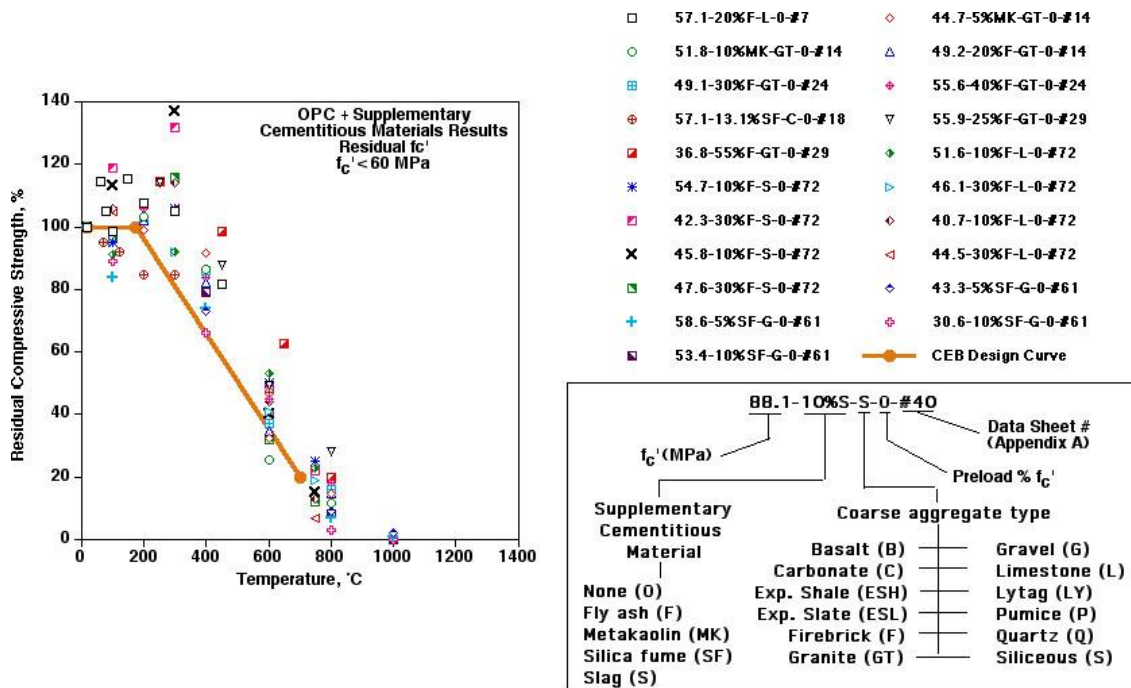 57.1-20%F-L-0-#7
44.7-5%MK-GT-0-#14
51.8-10%MK-GT-0-#14
49.2-20%F-GT-0-#14
49.1-30%F-GT-0-#24
55.6-40%F-GT-0-#24
57.1-13.1%SF-C-0-#18
55.9-25%F-GT-0-#29
36.8-55%F-GT-0-#29
51.6-10%F-L-0-#72
54.7-10%F-S-0-#72
46.1-30%F-L-0-#72
42.3-30%F-S-0-#72
40.7-10%F-L-0-#72
45.8-10%F-S-0-#72
44.5-30%F-L-0-#72
47.6-30%F-S-0-#72
43.3-5%SF-G-0-#61
58.6-5%SF-G-0-#61
30.6-10%SF-G-0-#61
53.4-10%SF-G-0-#61
CEB Design Curve
OPC + Supplementary
Cementitious Materials Results
Residual fc'
fc'<60 MPa
Residual Compressive Strength, %
140
120
100
80
60
40
20
0
0 200 400 600 800 1000 1200 1400
Temperature, °C
88.1-10%S-S-0-#40
Data Sheet #
(Appendix A)
fc'(MPa)
Preload % fc'
Supplementary
Cementitious
Material
None (O)
Fly ash (F)
Metakaolin (MK)
Silica fume (SF)
Slag (S)
Coarse aggregate type
Basalt (B)
Gravel (G)
Carbonate (C)
Limestone (L)
Exp. Shale (ESH)
Lytag (LY)
Exp. Slate (ESL)
Pumice (P)
Firebrick (F)
Quartz (Q)
Granite (GT)
Siliceous (S)